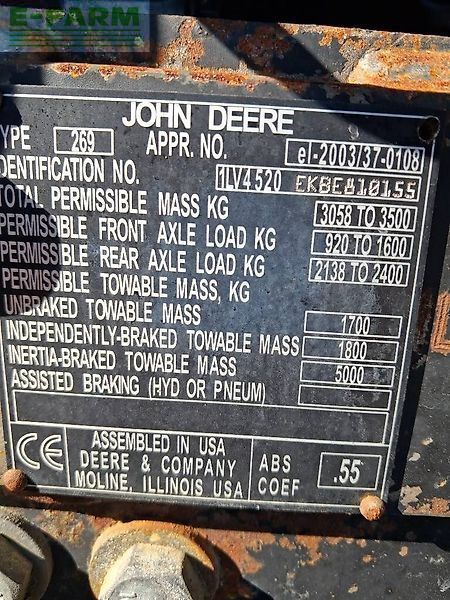 E-FARM
JOHN DEERE
TYPE 269 APPR. NO. el-2003/37-0108
IDENTIFICATION NO. 1LV4520
TOTAL PERMISSIBLE MASS KG 3058 TO 3500
PERMISSIBLE FRONT AXLE LOAD KG 920 TO 1600
PERMISSIBLE REAR AXLE LOAD KG 2138 TO 2400
PERMISSIBLE TOWABLE MASS, KG
UNBRAKED TOWABLE MASS 1700
INDEPENDENTLY-BRAKED TOWABLE MASS 1800
INERTIA-BRAKED TOWABLE MASS 5000
ASSISTED BRAKING (HYD OR PNEUM)
CE
ASSEMBLED IN USA
DEERE & COMPANY
MOLINE, ILLINOIS USA
ABS
COEF
.55